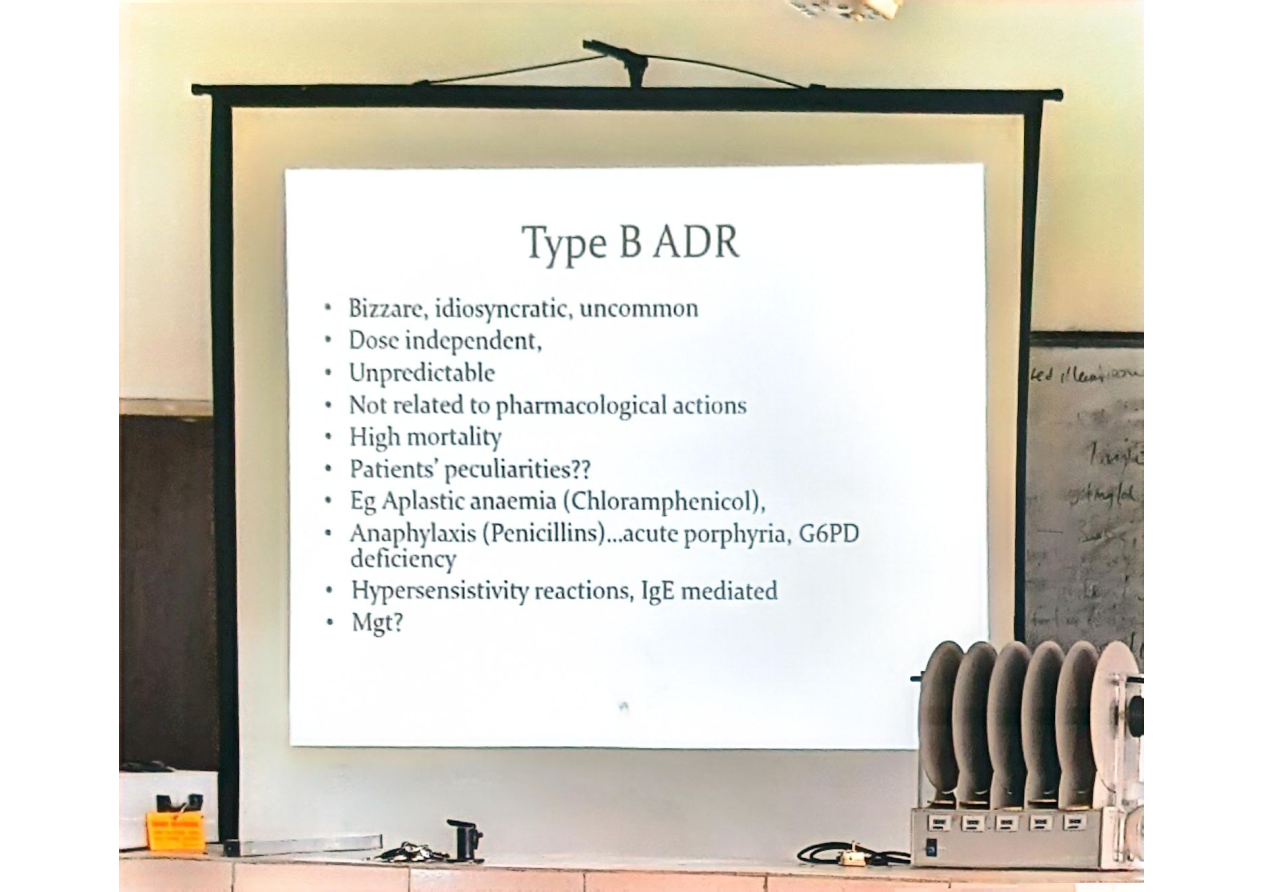 Type B ADR
• Bizzare, idiosyncratic, uncommon
• Dose independent,
• Unpredictable
• Not related to pharmacological actions
• High mortality
• Patients' peculiarities??
• Eg Aplastic anaemia (Chloramphenicol),
• Anaphylaxis (Penicillins)...acute porphyria, G6PD
deficiency
• Hypersensistivity reactions, IgE mediated
• Mgt?